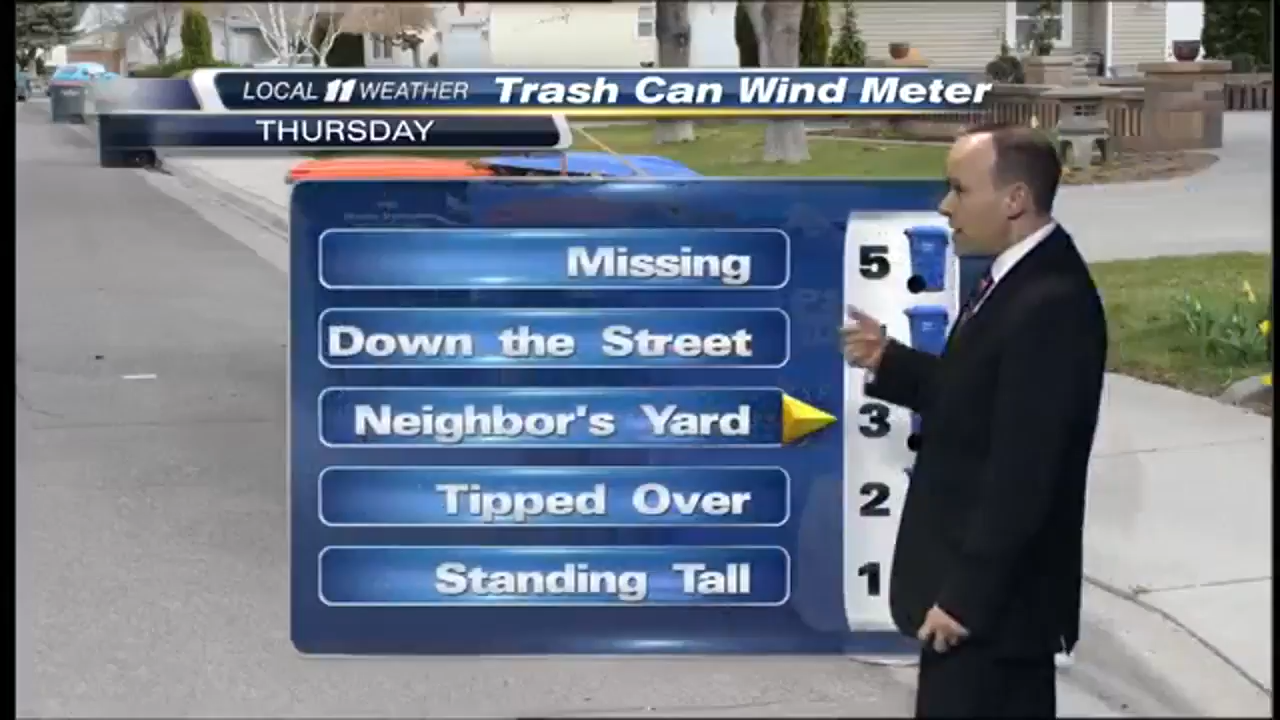 LOCAL 11 WEATHER Trash Can Wind Meter
THURSDAY
Missing 5
Down the Street
Neighbor's Yard 3
Tipped Over 2
Standing Tall 1